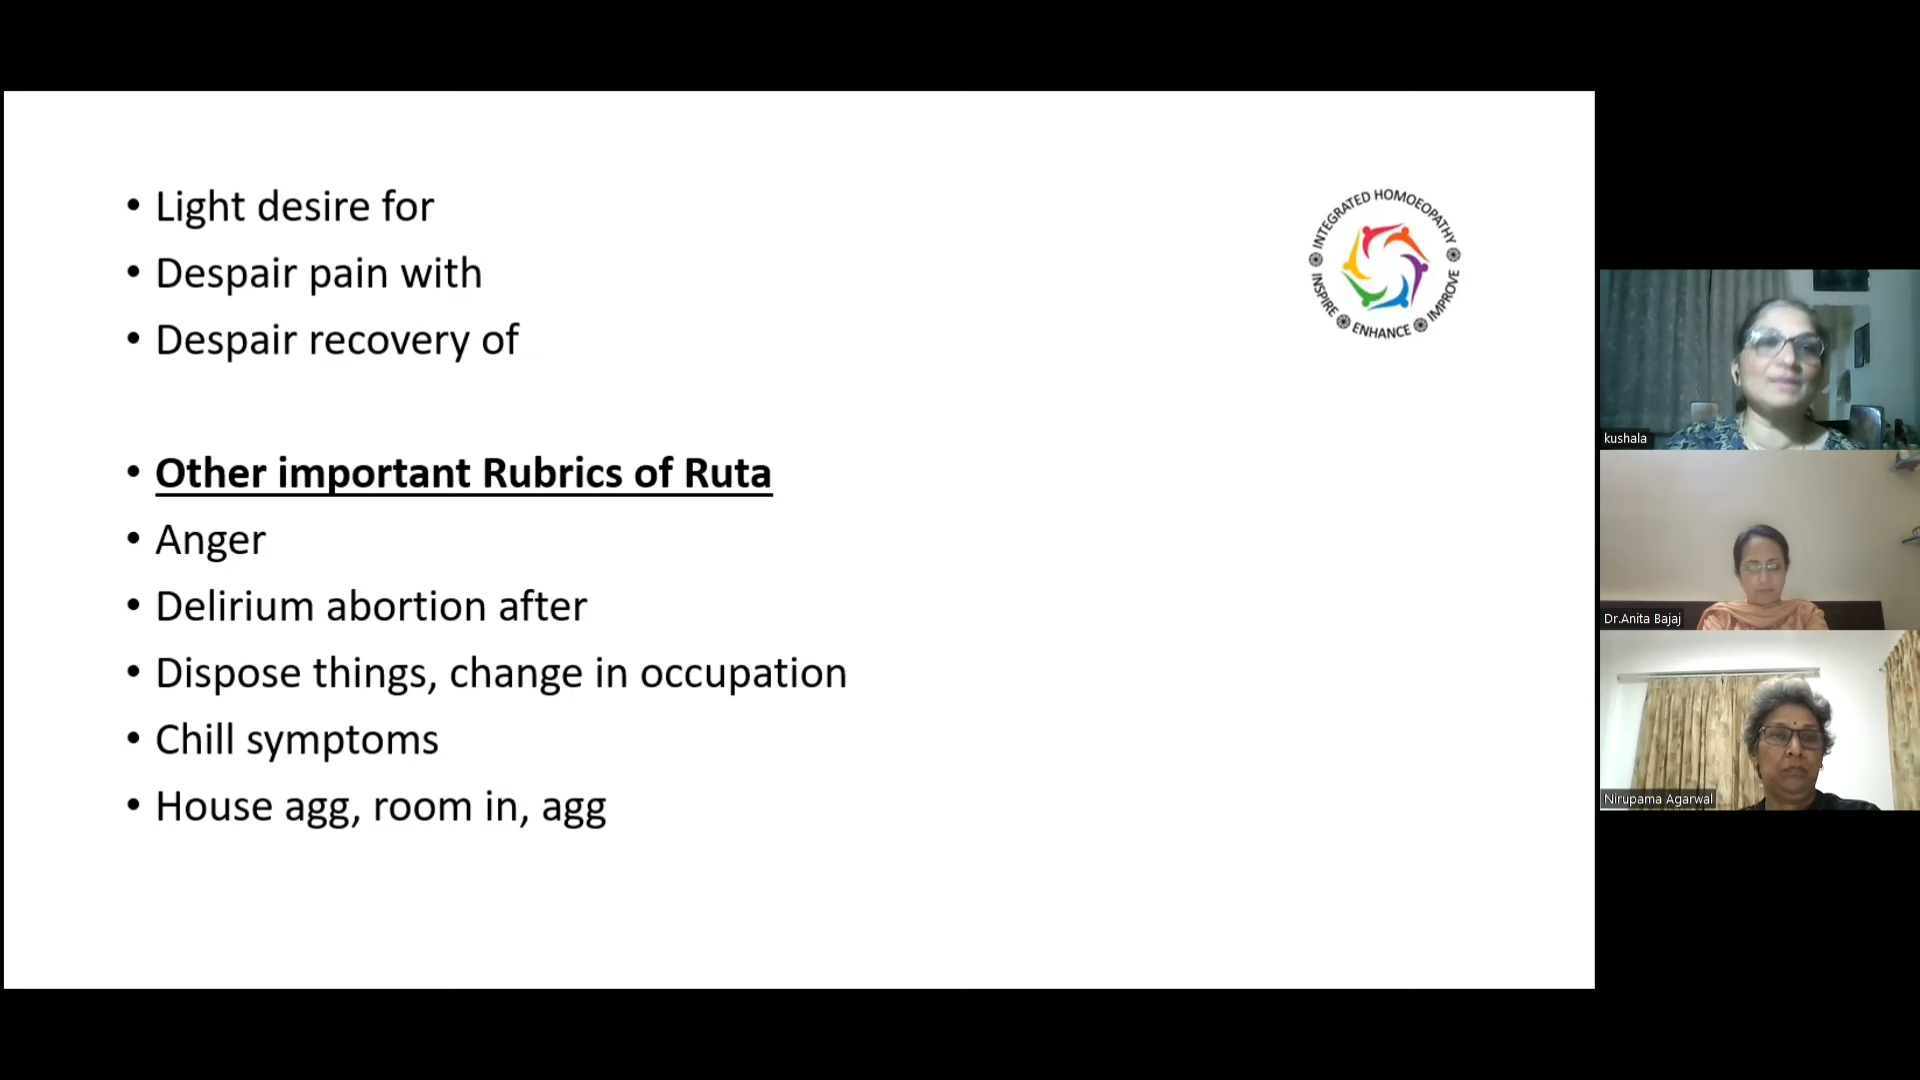 • Light desire for
• Despair pain with
• Despair recovery of
• Other important Rubrics of Ruta
• Anger
• Delirium abortion after
• Dispose things, change in occupation
• Chill symptoms
• House agg, room in, agg
INTEGRATED HOMOEOPATHY
INSPIRE
ENHANCE
IMPROVE
kushala
Dr.Anita Bajaj
Nirupama Agarwal